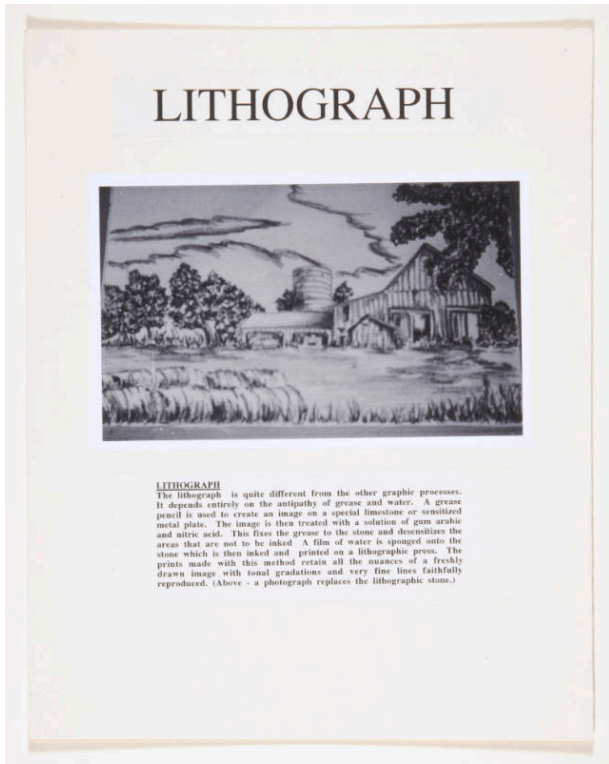 LITHOGRAPH
LITHOGRAPH
The lithograph is quite different from the other graphic processes.
It depends entirely on the antipathy of grease and water. A grease
pencil is used to create an image on a special limestone or sensitized
metal plate. The image is then treated with a solution of gum arabic
and nitric acid. This fixes the grease to the stone and desensitizes the
areas that are not to be inked A film of water is sponged onto the
stone which is then inked and printed on a lithographic press. The
prints made with this method retain all the nuances of a freshly
drawn image with tonal gradations and very fine lines faithfully
reproduced. (Above - a photograph replaces the lithographic stone.)